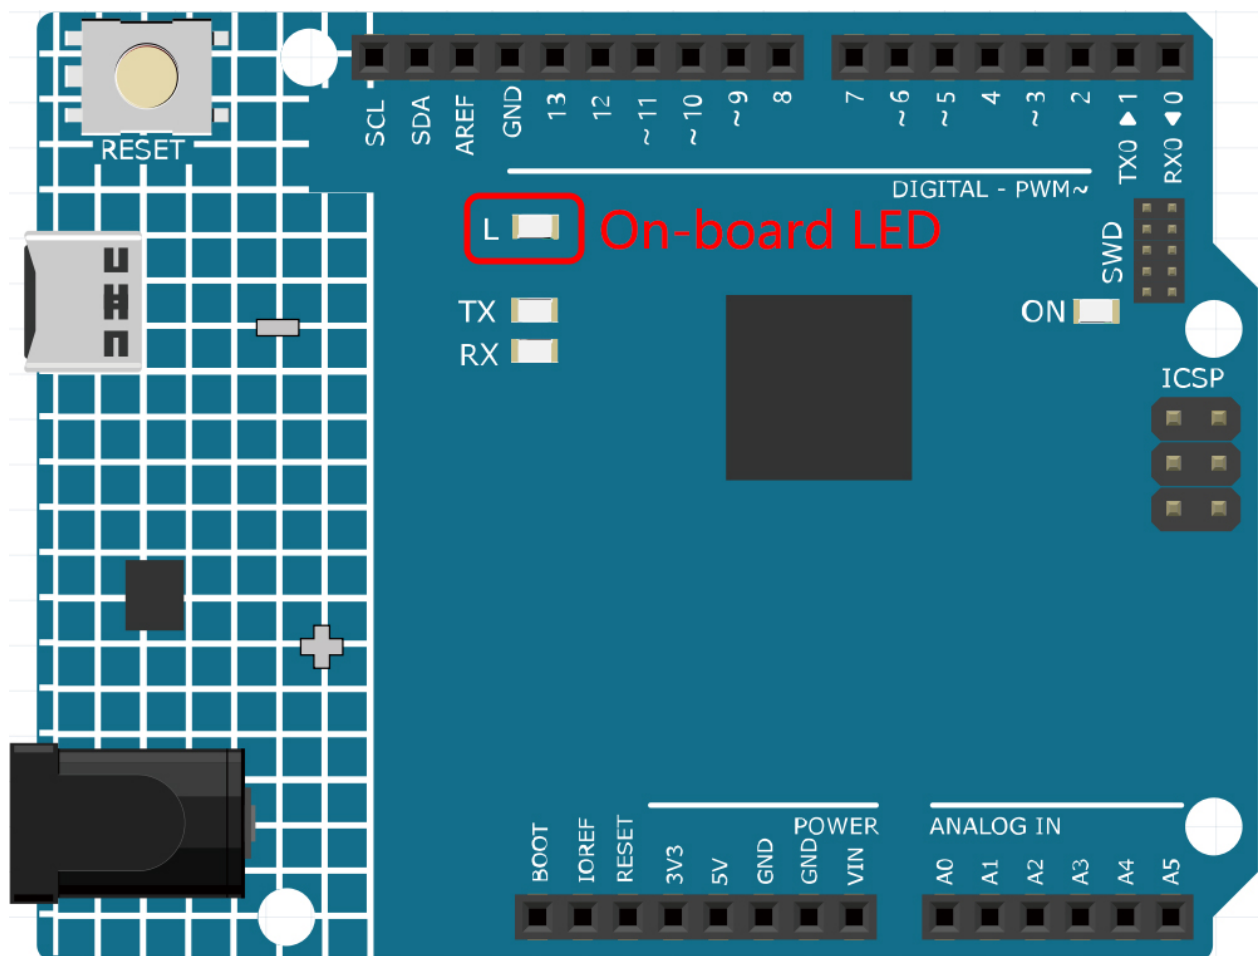 RESET
SCL
SDA
AREF
GND
13
12
~11
~10
~9
8
7
~6
~5
4
~3
2
TX0 ▶ 1
RX0 ◀ 0
DIGITAL - PWM~
L
On-board LED
SWD
TX
RX
ON
ICSP
POWER
ANALOG IN
BOOT
IOREF
RESET
3V3
5V
GND
GND
VIN
A0
A1
A2
A3
A4
A5